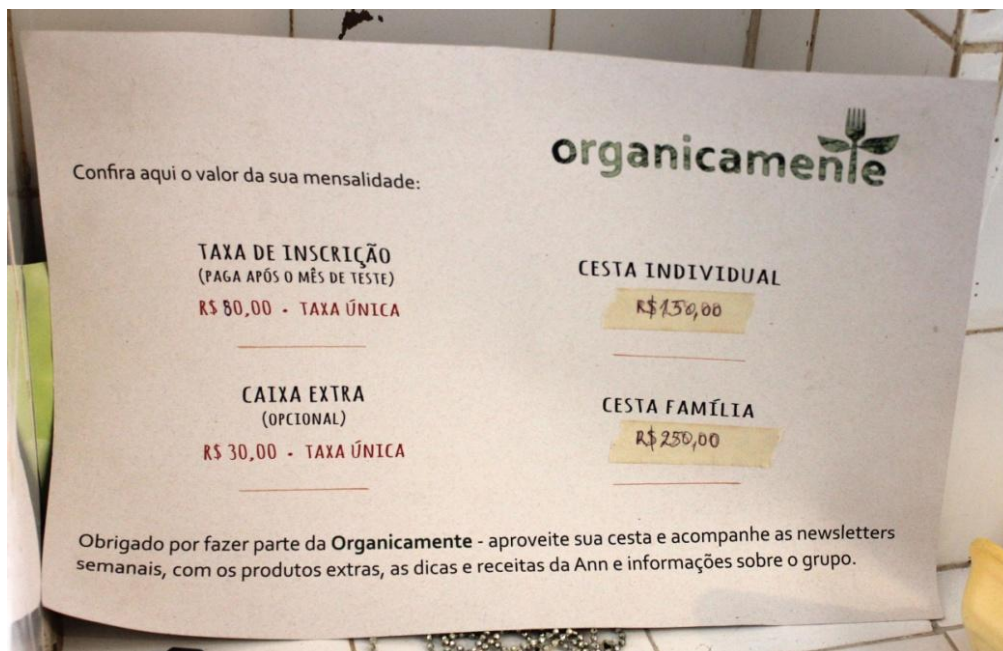 organicamente
Confira aqui o valor da sua mensalidade:
TAXA DE INSCRIÇÃO
(PAGA APÓS O MÊS DE TESTE)
R$ 80,00 - TAXA ÚNICA
CAIXA EXTRA
(OPCIONAL)
R$ 30,00 - TAXA ÚNICA
CESTA INDIVIDUAL
R$ 150,00
CESTA FAMÍLIA
R$ 250,00
Obrigado por fazer parte da Organicamente - aproveite sua cesta e acompanhe as newsletters
semanais, com os produtos extras, as dicas e receitas da Ann e informações sobre o grupo.